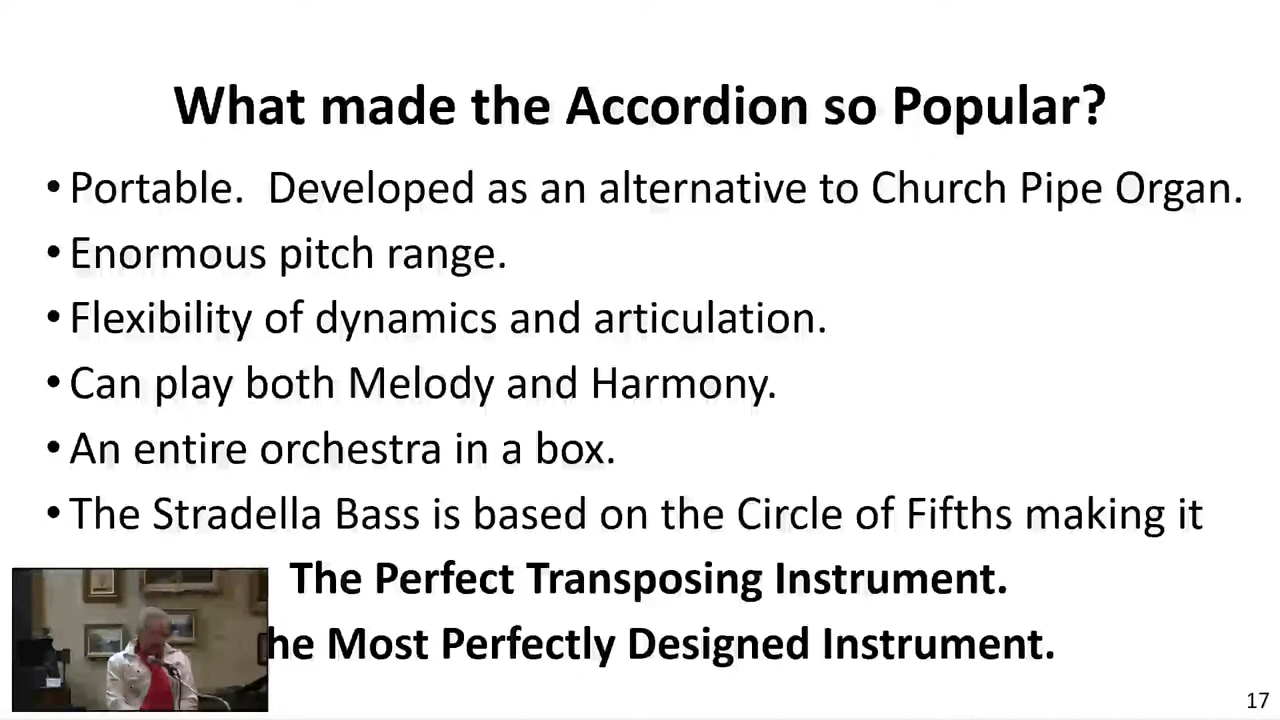 What made the Accordion so Popular?
• Portable.  Developed as an alternative to Church Pipe Organ.
• Enormous pitch range.
• Flexibility of dynamics and articulation.
• Can play both Melody and Harmony.
• An entire orchestra in a box.
• The Stradella Bass is based on the Circle of Fifths making it
The Perfect Transposing Instrument.
he Most Perfectly Designed Instrument.
17